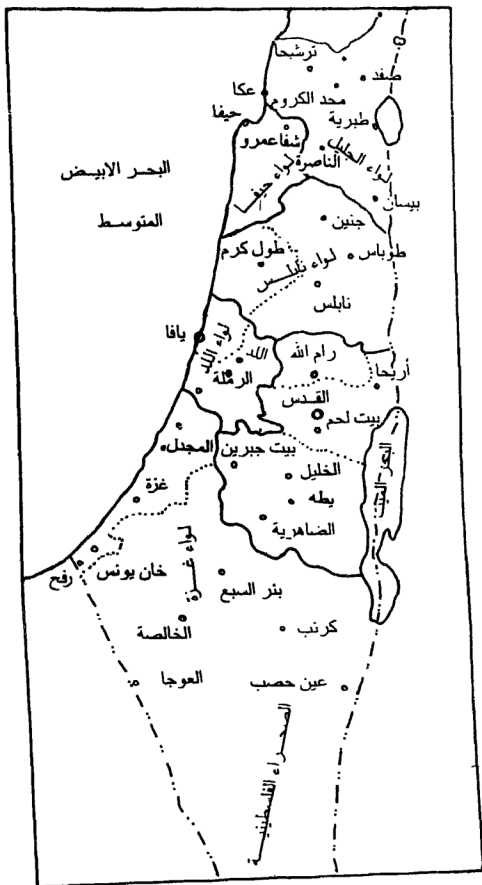 ترشيحا
صفد
عكا
مجد الكروم
حيفا
طبرية
شفاعمرو
لواء الجليل
الناصرة
البحر الابيض
المتوسط
لواء حيفا
بيسان
جنين
طول كرم
لواء نابلس
طوباس
نابلس
يافا
لواء اللد
اللد
رام الله
أريحا
الرملة
القدس
بيت لحم
المجدل
بيت جبرين
البحر الميت
الخليل
غزة
يطه
الضاهرية
لواء غزة
خان يونس
رفح
بئر السبع
الخالصة
كرنب
العوجا
عين حصب
الصحراء الفلسطينية